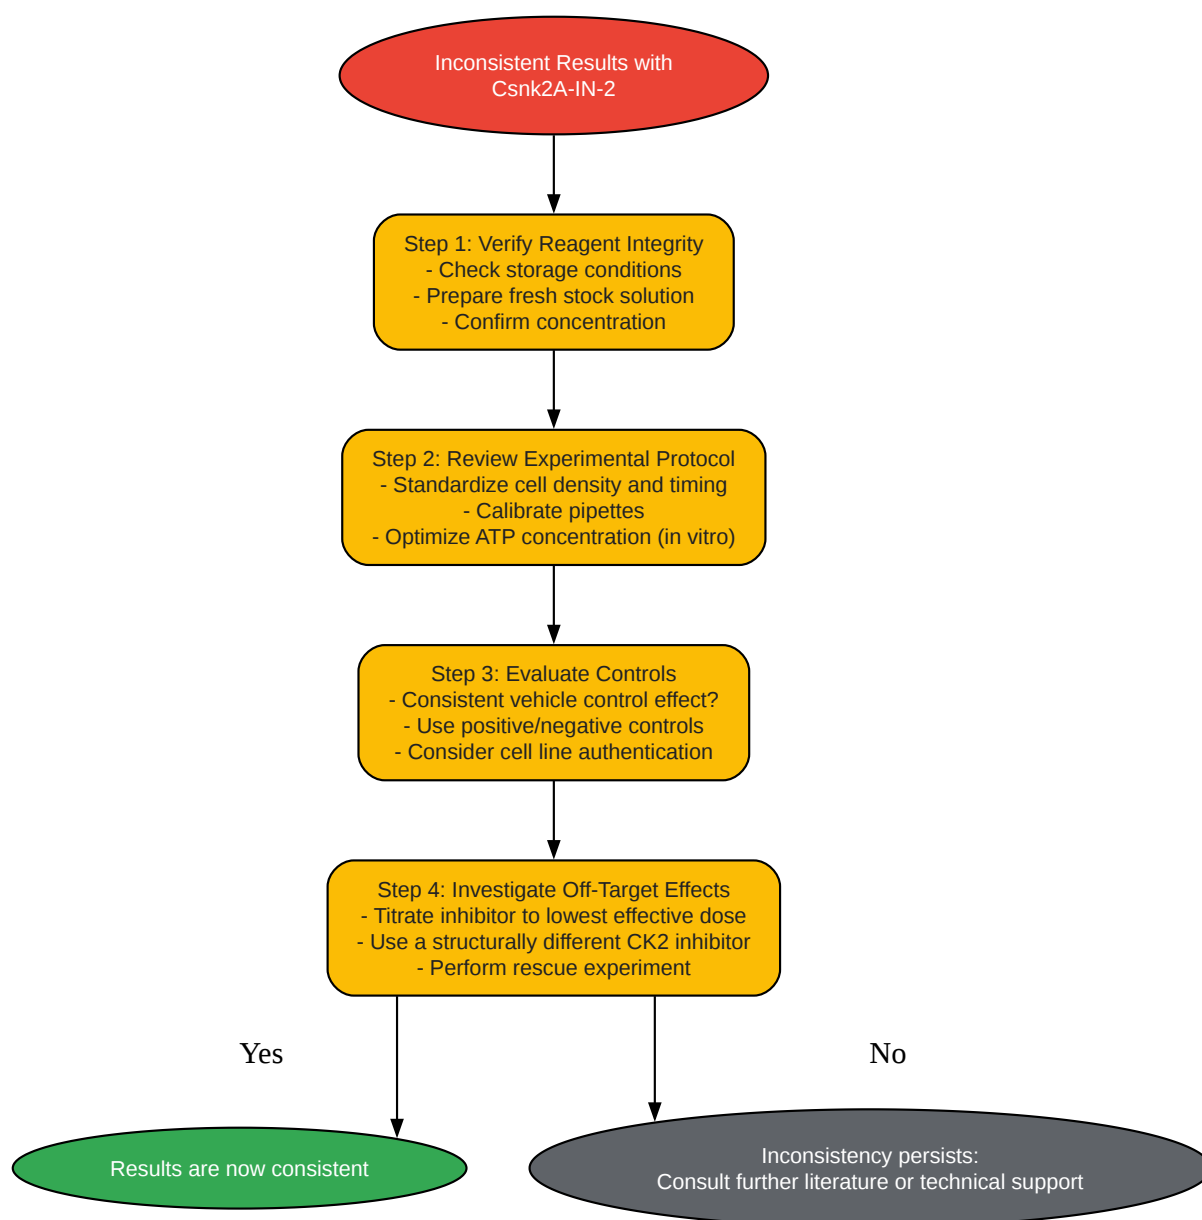 Inconsistent Results with
Csnk2A-IN-2
Step 1: Verify Reagent Integrity
- Check storage conditions
- Prepare fresh stock solution
- Confirm concentration
Step 2: Review Experimental Protocol
- Standardize cell density and timing
- Calibrate pipettes
- Optimize ATP concentration (in vitro)
Step 3: Evaluate Controls
- Consistent vehicle control effect?
- Use positive/negative controls
- Consider cell line authentication
Step 4: Investigate Off-Target Effects
- Titrate inhibitor to lowest effective dose
- Use a structurally different CK2 inhibitor
- Perform rescue experiment
Yes
No
Results are now consistent
Inconsistency persists:
Consult further literature or technical support